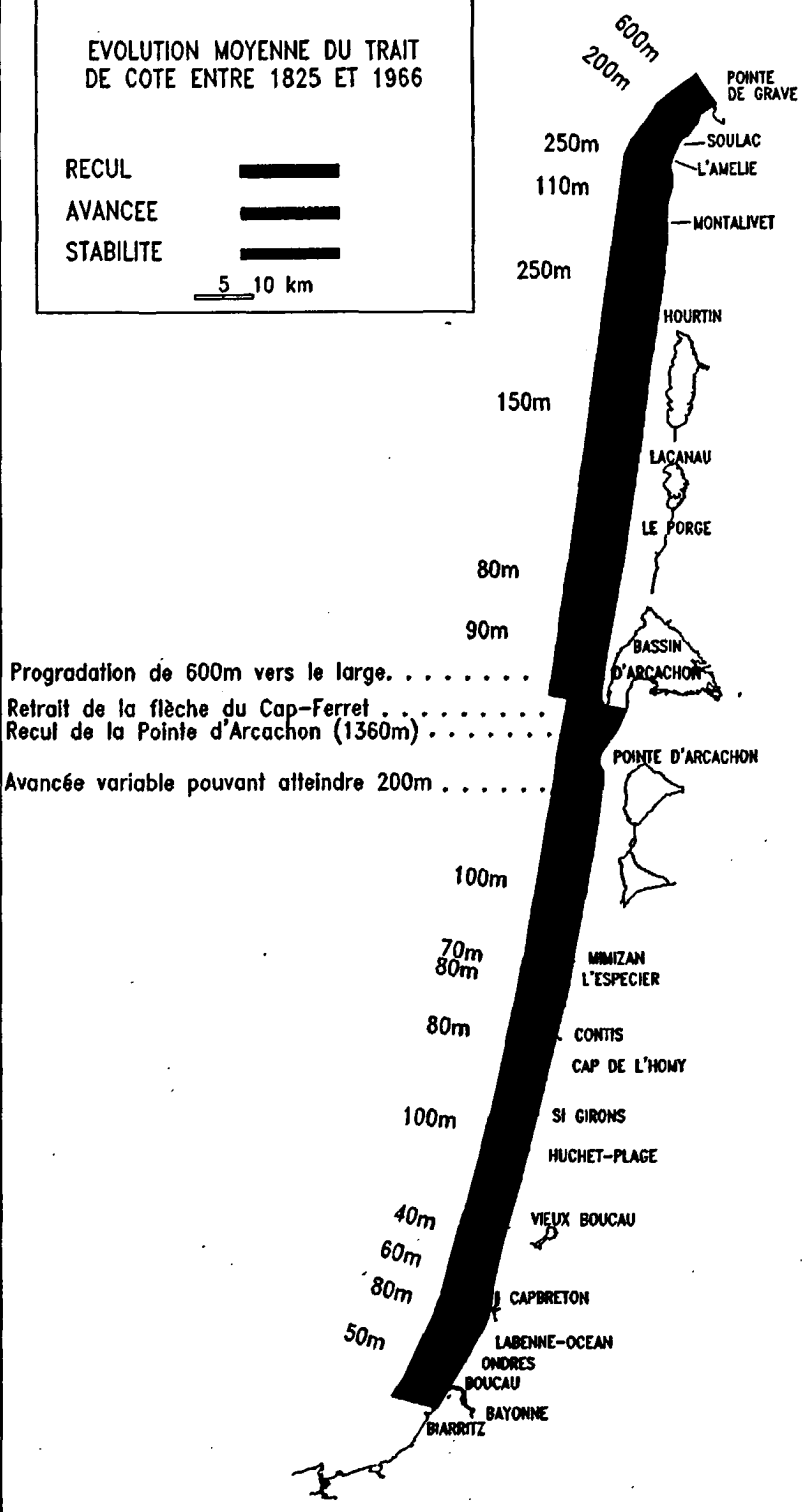 EVOLUTION MOYENNE DU TRAIT
DE COTE ENTRE 1825 ET 1966
RECUL
AVANCEE
STABILITE
5 10 km
600m
200m
POINTE
DE GRAVE
250m
SOULAC
L'AMELIE
110m
MONTALIVET
250m
HOURTIN
150m
LACANAU
LE PORGE
80m
90m
BASSIN
D'ARCACHON
Progradation de 600m vers le large. . . . . . . .
Retrait de la flèche du Cap-Ferret . . . . . . . . .
Recul de la Pointe d'Arcachon (1360m) . . . . . .
POINTE D'ARCACHON
Avancée variable pouvant atteindre 200m . . . . . .
100m
70m
80m
MIMIZAN
L'ESPECIER
80m
CONTIS
CAP DE L'HOMY
100m
SI GIRONS
HUCHET-PLAGE
40m
VIEUX BOUCAU
60m
80m
CAPBRETON
50m
LABENNE-OCEAN
ONDRES
BOUCAU
BAYONNE
BIARRITZ